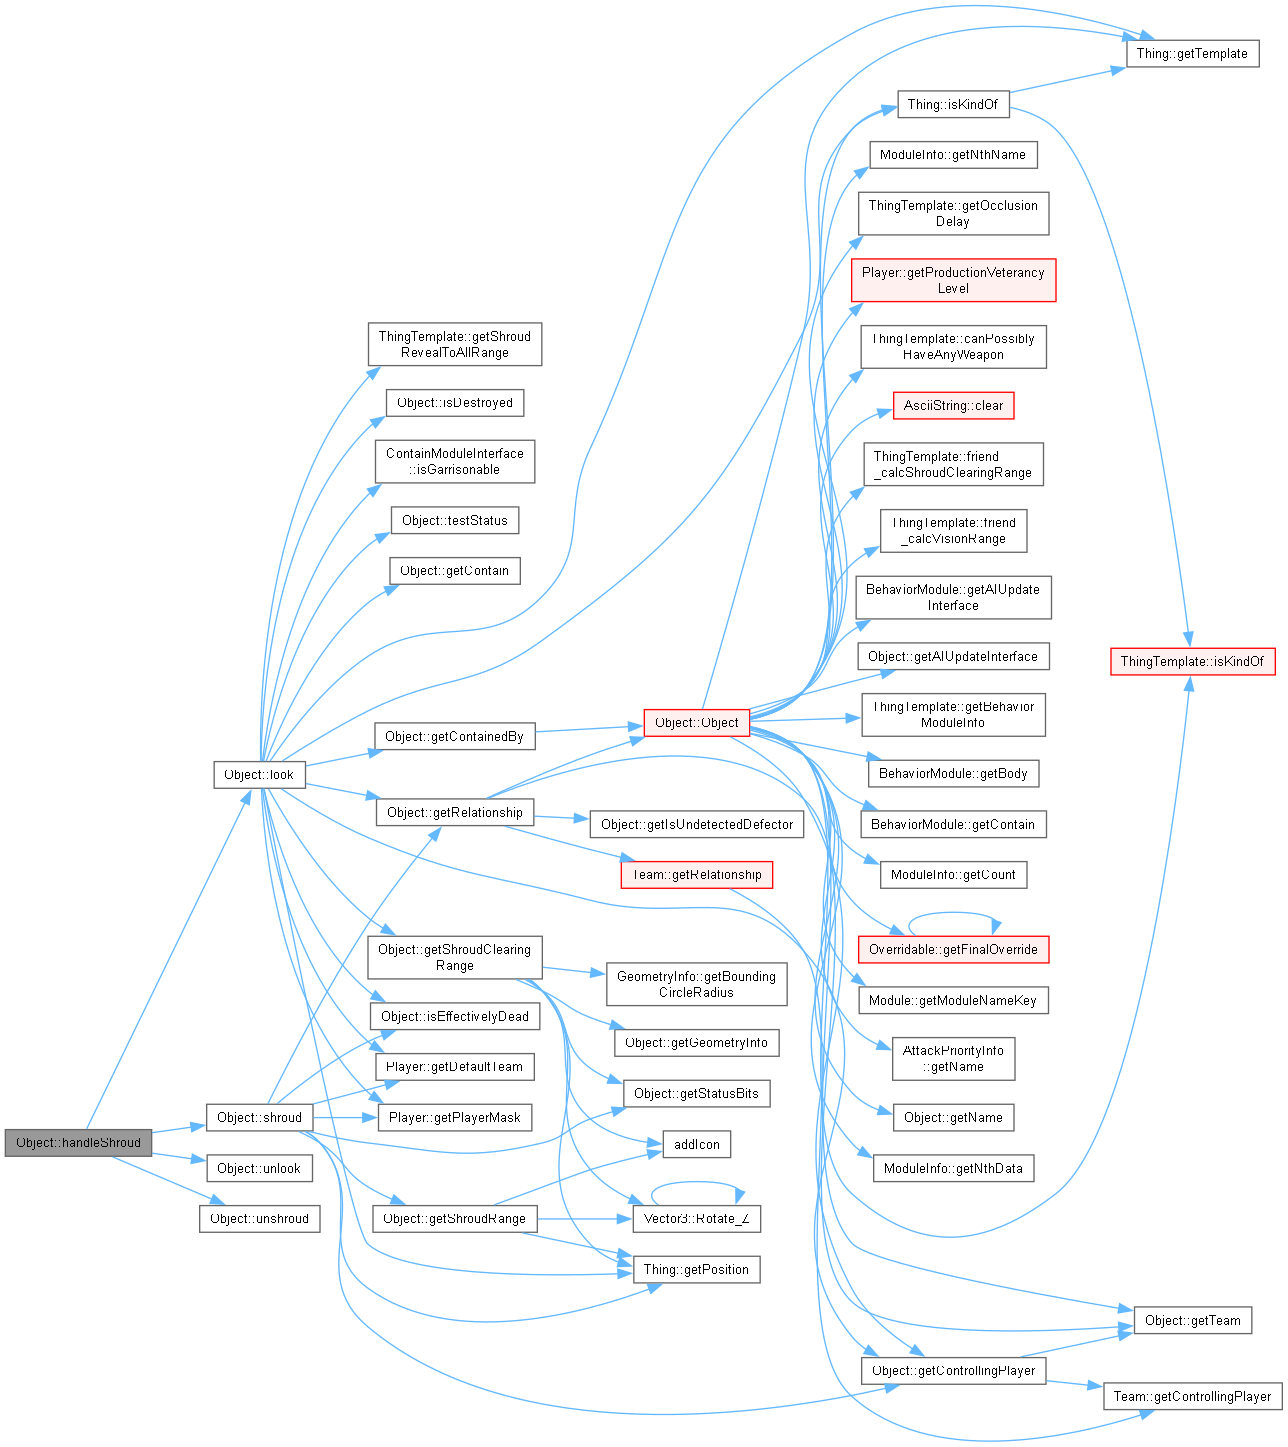 Thing::getTemplate
Thing::isKindOf
ModuleInfo::getNthName
ThingTemplate::getOcclusion
Delay
Player::getProductionVeterancy
Level
ThingTemplate::getShroud
RevealToAllRange
ThingTemplate::canPossibly
HaveAnyWeapon
Object::isDestroyed
AsciiString::clear
ContainModuleInterface
::isGarrisonable
ThingTemplate::friend
_calcShroudClearingRange
Object::testStatus
ThingTemplate::friend
_calcVisionRange
Object::getContain
BehaviorModule::getAIUpdate
Interface
Object::getAIUpdateInterface
ThingTemplate::isKindOf
ThingTemplate::getBehavior
ModuleInfo
Object::Object
Object::getContainedBy
Object::look
BehaviorModule::getBody
Object::getRelationship
Object::getIsUndetectedDefector
BehaviorModule::getContain
Team::getRelationship
ModuleInfo::getCount
Object::getShroudClearing
Range
Overridable::getFinalOverride
GeometryInfo::getBounding
CircleRadius
Module::getModuleNameKey
Object::isEffectivelyDead
Object::getGeometryInfo
AttackPriorityInfo
::getName
Player::getDefaultTeam
Object::getStatusBits
Object::shroud
Player::getPlayerMask
Object::getName
Object::handleShroud
addIcon
Object::unlook
ModuleInfo::getNthData
Object::unshroud
Object::getShroudRange
Vector3::Rotate_Z
Thing::getPosition
Object::getTeam
Object::getControllingPlayer
Team::getControllingPlayer